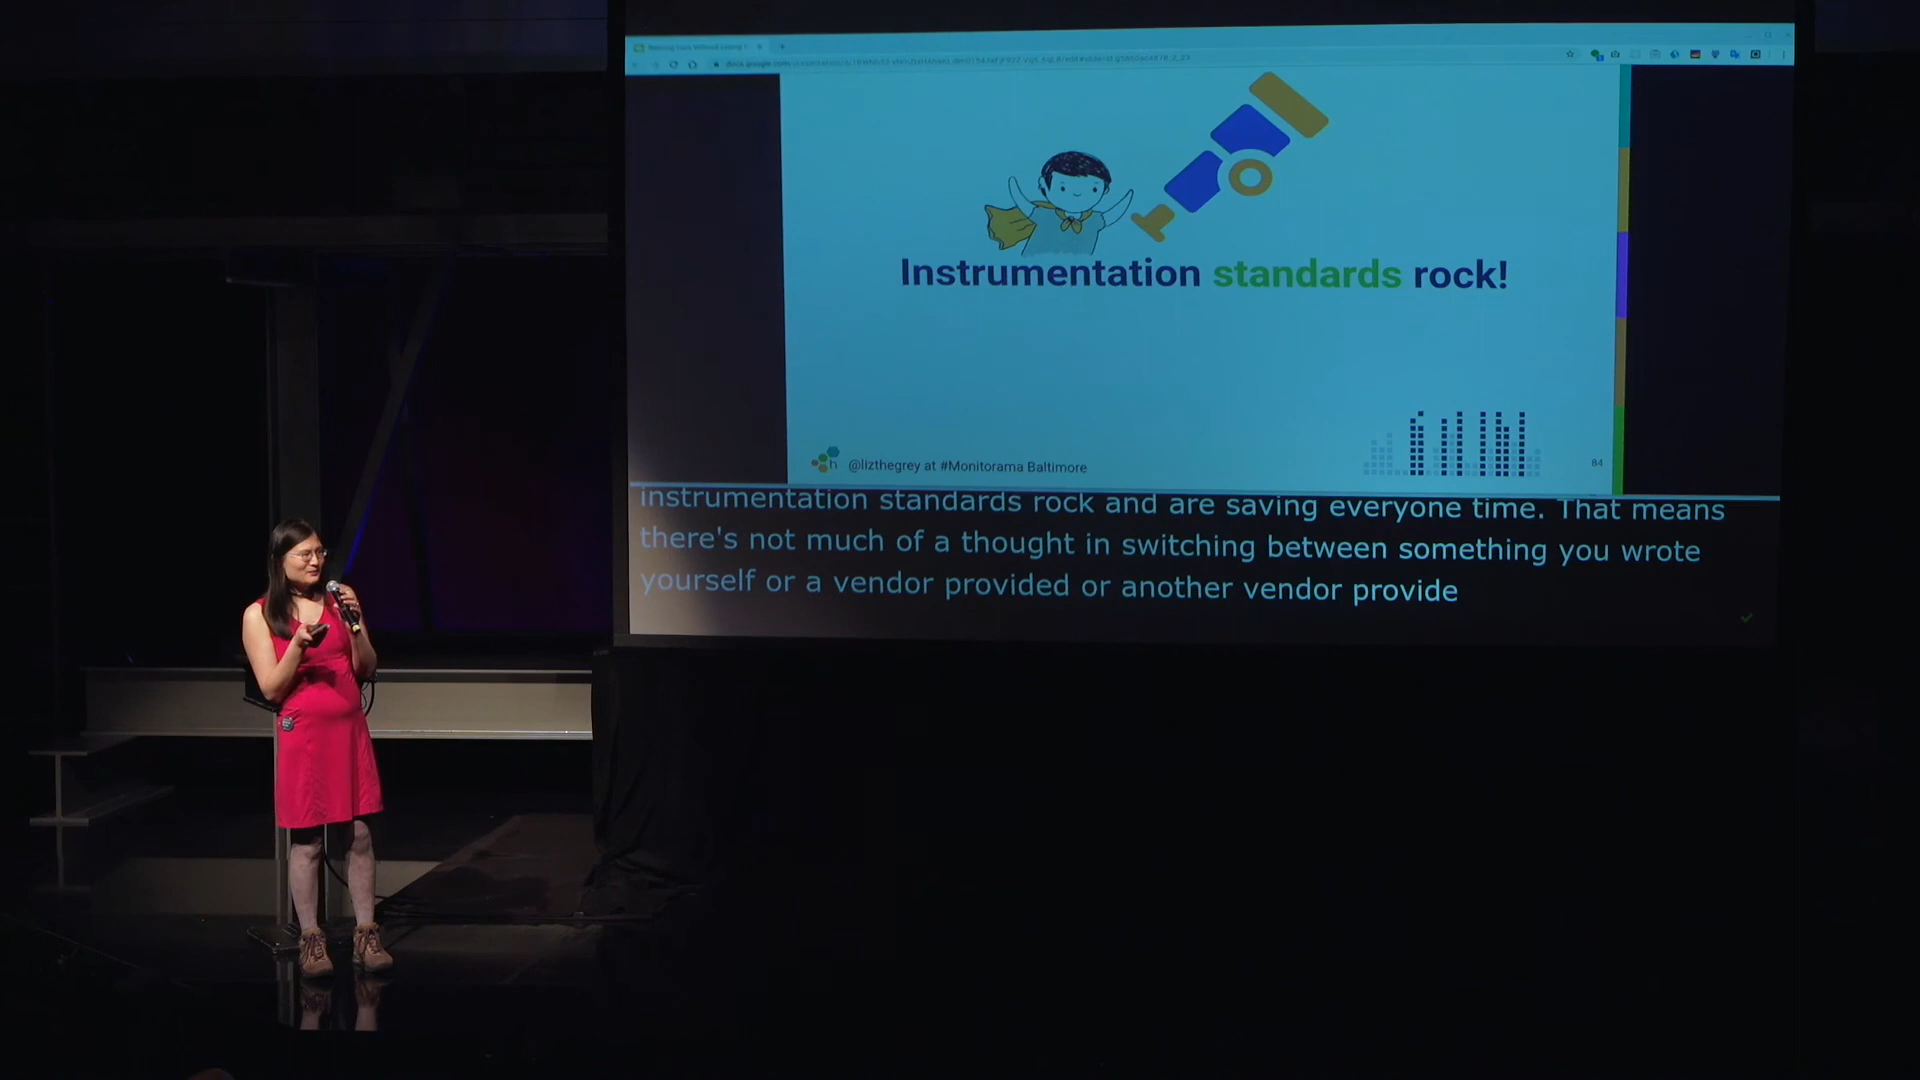 Instrumentation standards rock!
h
@lizthegrey at #Monitorama Baltimore
84
instrumentation standards rock and are saving everyone time. That means
there's not much of a thought in switching between something you wrote
yourself or a vendor provided or another vendor provide